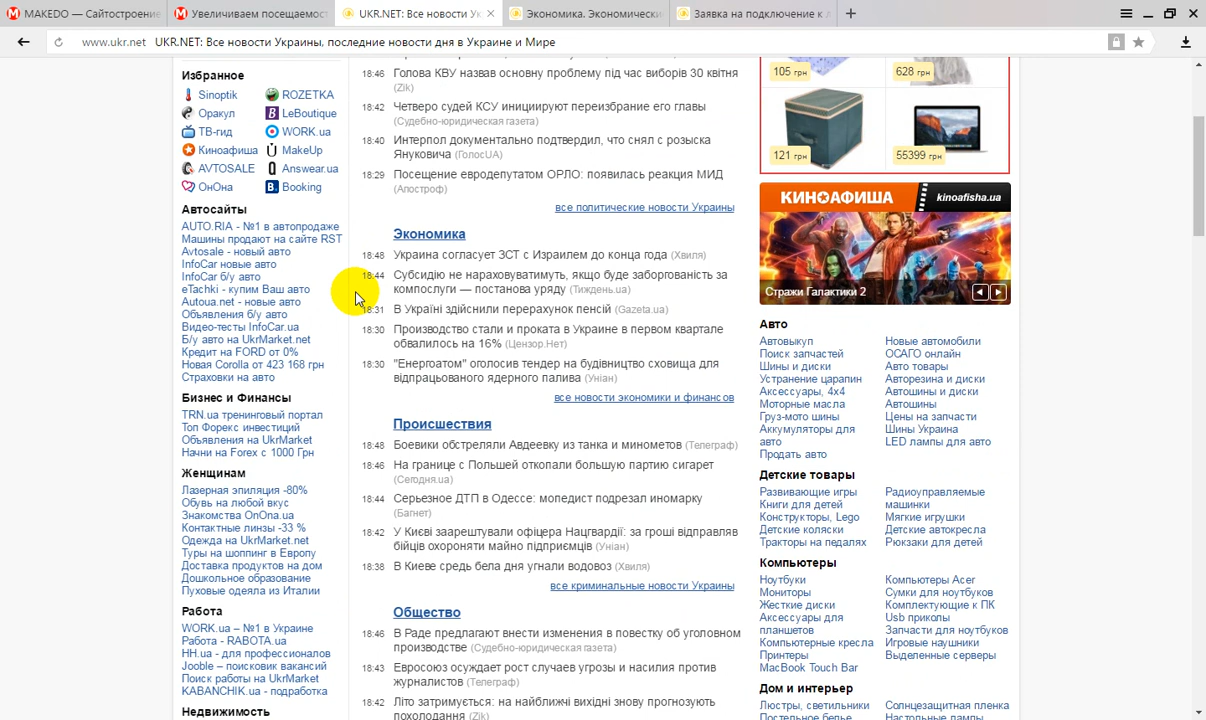 MAKEDO — Сайтостроение
Увеличиваем посещаемост
UKR.NET: Все новости Ук
Экономика. Экономически
Заявка на подключение к
www.ukr.net UKR.NET: Все новости Украины, последние новости дня в Украине и Мире
Избранное
Sinoptik ROZETKA
Оракул LeBoutique
ТВ-гид WORK.ua
Киноафиша MakeUp
AVTOSALE Answear.ua
ОнОна Booking
Автосайты
AUTO.RIA - №1 в автопродаже
Машины продают на сайте RST
Avtosale - новый авто
InfoCar новые авто
InfoCar б/у авто
eTachki - купим Ваш авто
Autoua.net - новые авто
Объявления б/у авто
Видео-тесты InfoCar.ua
Б/у авто на UkrMarket.net
Кредит на FORD от 0%
Новая Corolla от 423 168 грн
Страховки на авто
Бизнес и Финансы
TRN.ua тренинговый портал
Топ Форекс инвестиций
Объявления на UkrMarket
Начни на Forex с 1000 Грн
Женщинам
Лазерная эпиляция -80%
Обувь на любой вкус
Знакомства OnOna.ua
Контактные линзы -33 %
Одежда на UkrMarket.net
Туры на шоппинг в Европу
Доставка продуктов на дом
Дошкольное образование
Пуховые одеяла из Италии
Работа
WORK.ua – №1 в Украине
Работа - RABOTA.ua
HH.ua - для профессионалов
Jooble – поисковик вакансий
Поиск работы на UkrMarket
KABANCHIK.ua - подработка
Недвижимость
18:46 Голова КВУ назвав основну проблему під час виборів 30 квітня
(Zik)
18:42 Четверо судей КСУ инициируют переизбрание его главы
(Судебно-юридическая газета)
18:40 Интерпол документально подтвердил, что снял с розыска
Януковича (ГолосUA)
18:29 Посещение евродепутатом ОРЛО: появилась реакция МИД
(Апостроф)
все политические новости Украины
Экономика
18:48 Украина согласует ЗСТ с Израилем до конца года (Хвиля)
18:44 Субсидію не нараховуватимуть, якщо буде заборгованість за
компослуги — постанова уряду (Тиждень.ua)
18:31 В Україні здійснили перерахунок пенсій (Gazeta.ua)
18:30 Производство стали и проката в Украине в первом квартале
обвалилось на 16% (Цензор.Нет)
18:30 "Енергоатом" оголосив тендер на будівництво сховища для
відпрацьованого ядерного палива (Уніан)
все новости экономики и финансов
Происшествия
18:48 Боевики обстреляли Авдеевку из танка и минометов (Телеграф)
18:46 На границе с Польшей откопали большую партию сигарет
(Сегодня.ua)
18:44 Серьезное ДТП в Одессе: мопедист подрезал иномарку
(Багнет)
18:42 У Києві заарештували офіцера Нацгвардії: за гроші відправляв
бійців охороняти майно підприємців (Уніан)
18:38 В Киеве средь бела дня угнали водовоз (Хвиля)
все криминальные новости Украины
Общество
18:46 В Раде предлагают внести изменения в повестку об уголовном
производстве (Судебно-юридическая газета)
18:43 Евросоюз осуждает рост случаев угрозы и насилия против
журналистов (Телеграф)
18:42 Літо затримується: на найближчі вихідні знову прогнозують
похолодання (Zik)
105 грн 628 грн
121 грн 55399 грн
КИНОАФИША kinoafisha.ua
Стражи Галактики 2
Авто
Автовыкуп
Поиск запчастей
Шины и диски
Устранение царапин
Аксессуары, 4х4
Моторные масла
Груз-мото шины
Аккумуляторы для
авто
Продать авто
Новые автомобили
ОСАГО онлайн
Авто товары
Авторезина и диски
Автошины и диски
Автошины
Цены на запчасти
Шины Украина
LED лампы для авто
Детские товары
Развивающие игры
Книги для детей
Конструкторы, Lego
Детские коляски
Тракторы на педалях
Радиоуправляемые
машинки
Мягкие игрушки
Детские автокресла
Рюкзаки для детей
Компьютеры
Ноутбуки
Мониторы
Жесткие диски
Аксессуары для
планшетов
Компьютерные кресла
Принтеры
MacBook Touch Bar
Компьютеры Acer
Сумки для ноутбуков
Комплектующие к ПК
Usb приколы
Запчасти для ноутбуков
Игровые наушники
Выделенные серверы
Дом и интерьер
Люстры, светильники
Постельное белье
Солнцезащитная пленка
Настольные лампы